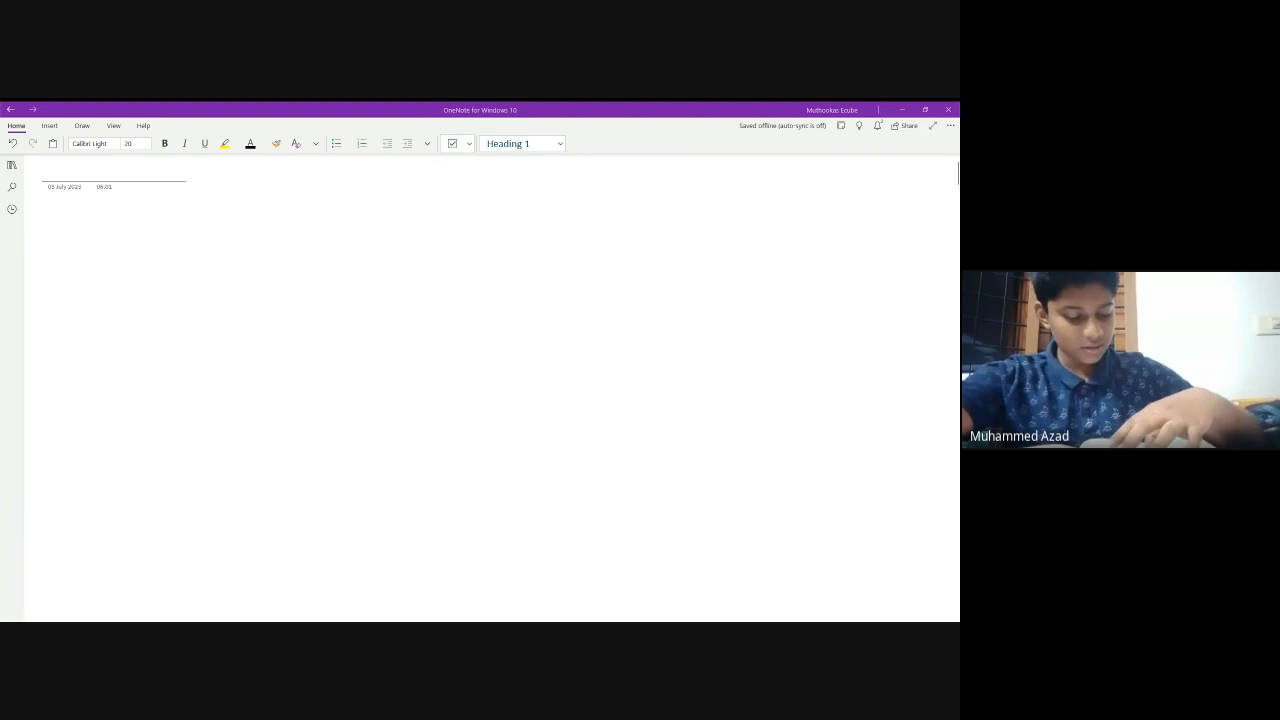 OneNote for Windows 10
Muthookas Ecube
Home Insert Draw View Help
Saved offline (auto-sync is off)
Share
Calibri Light 20
B I U A
Heading 1
03 July 2023 06:01
Muhammed Azad